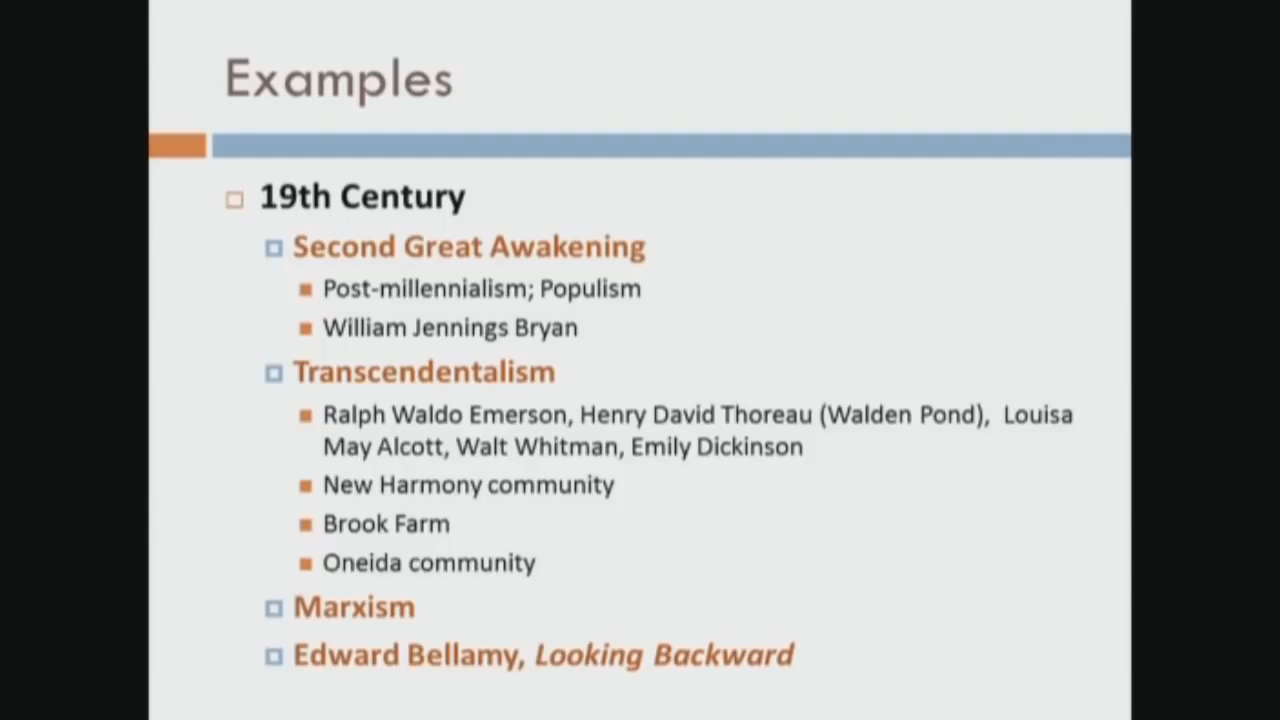 Examples
19th Century
Second Great Awakening
Post-millennialism; Populism
William Jennings Bryan
Transcendentalism
Ralph Waldo Emerson, Henry David Thoreau (Walden Pond), Louisa
May Alcott, Walt Whitman, Emily Dickinson
New Harmony community
Brook Farm
Oneida community
Marxism
Edward Bellamy, Looking Backward